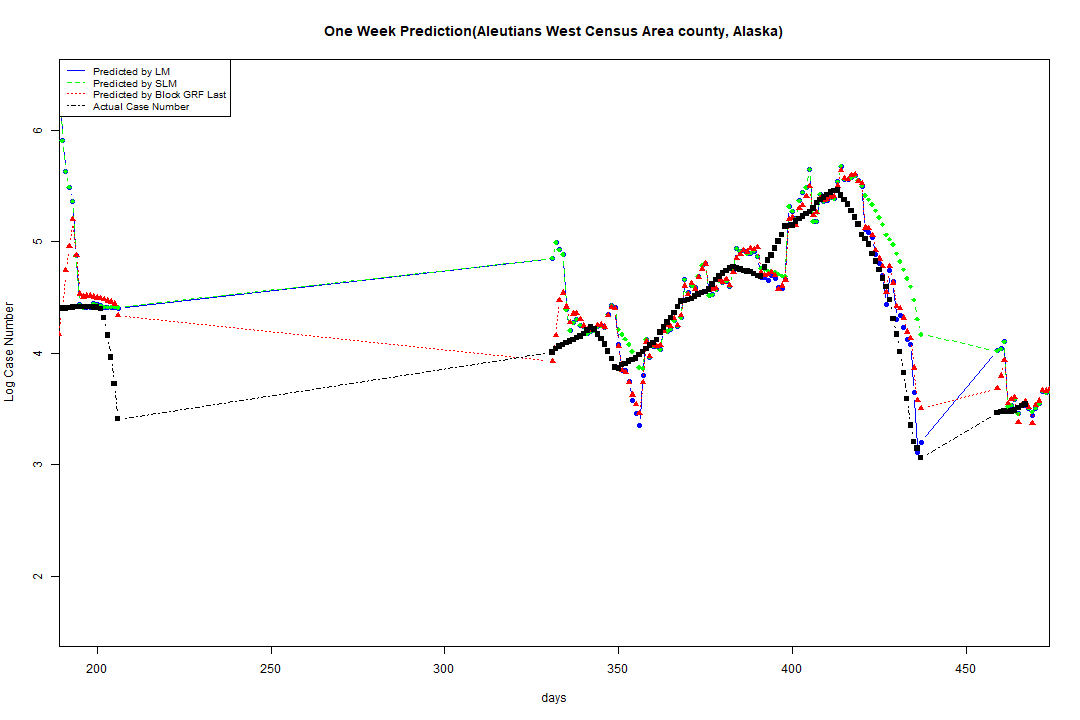 One Week Prediction(Aleutians West Census Area county, Alaska)
Predicted by LM
Predicted by SLM
Predicted by Block GRF Last
Actual Case Number
Log Case Number
6
5
4
3
2
200 250 300 350 400 450
days